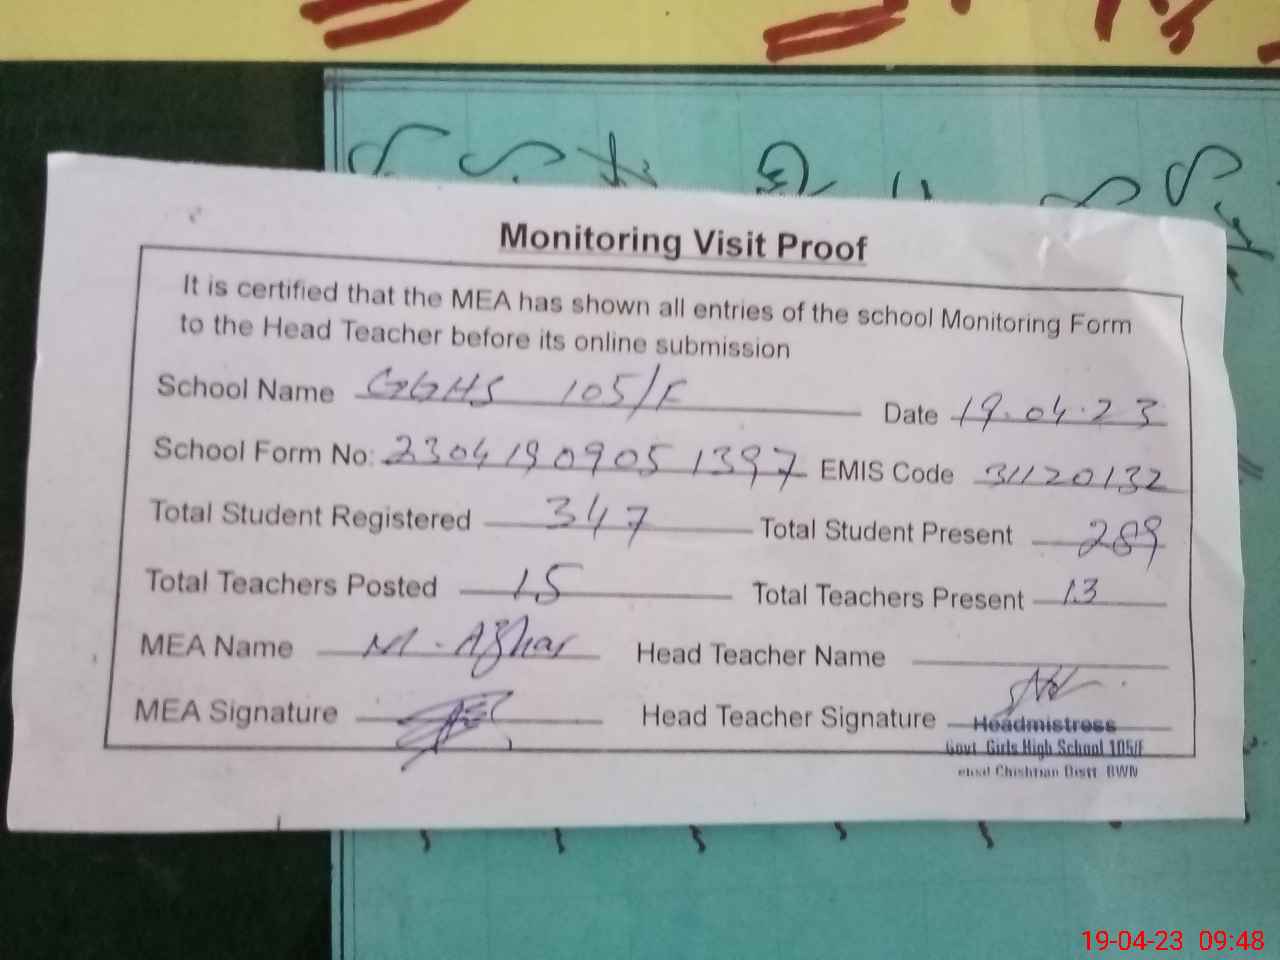 Monitoring Visit Proof
It is certified that the MEA has shown all entries of the school Monitoring Form
to the Head Teacher before its online submission
School Name GGHS 105/F Date 19.04.23
School Form No: 2304190905 1397 EMIS Code 31120132
Total Student Registered 347 Total Student Present 289
Total Teachers Posted 15 Total Teachers Present 13
MEA Name M. Azhar Head Teacher Name
MEA Signature Head Teacher Signature
Headmistress
Govt Girls High School 105/F
Chishtian Distt BWN
19-04-23 09:48